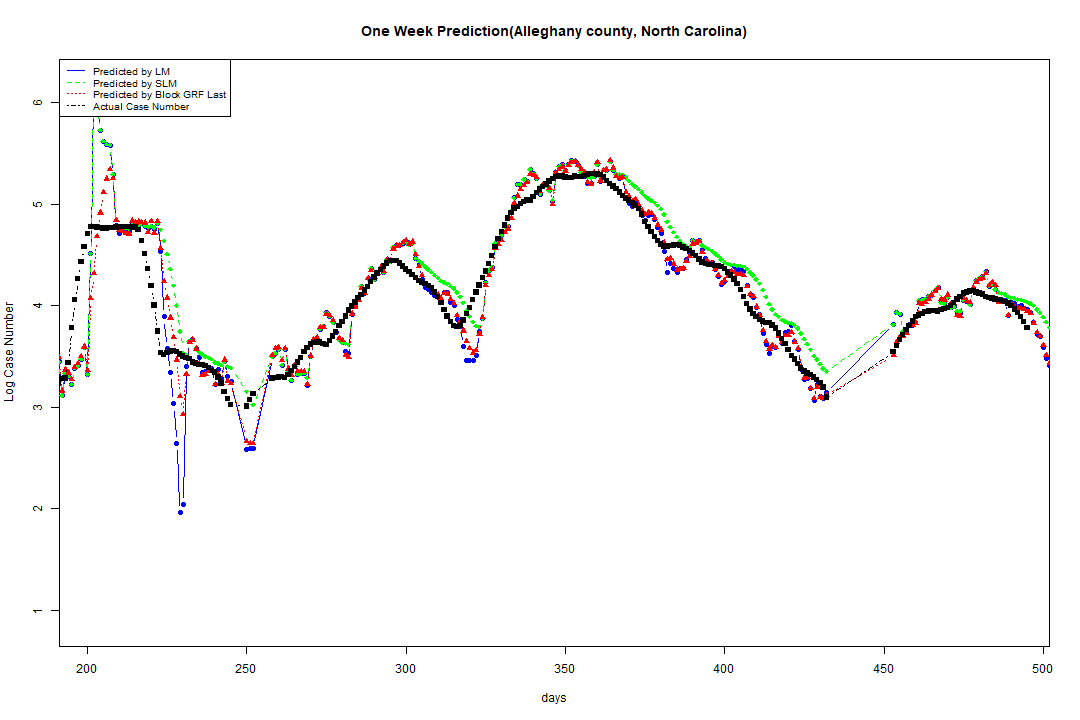 One Week Prediction(Alleghany county, North Carolina)
Predicted by LM
Predicted by SLM
Predicted by Block GRF Last
Actual Case Number
6
5
4
3
2
1
Log Case Number
200 250 300 350 400 450 500
days